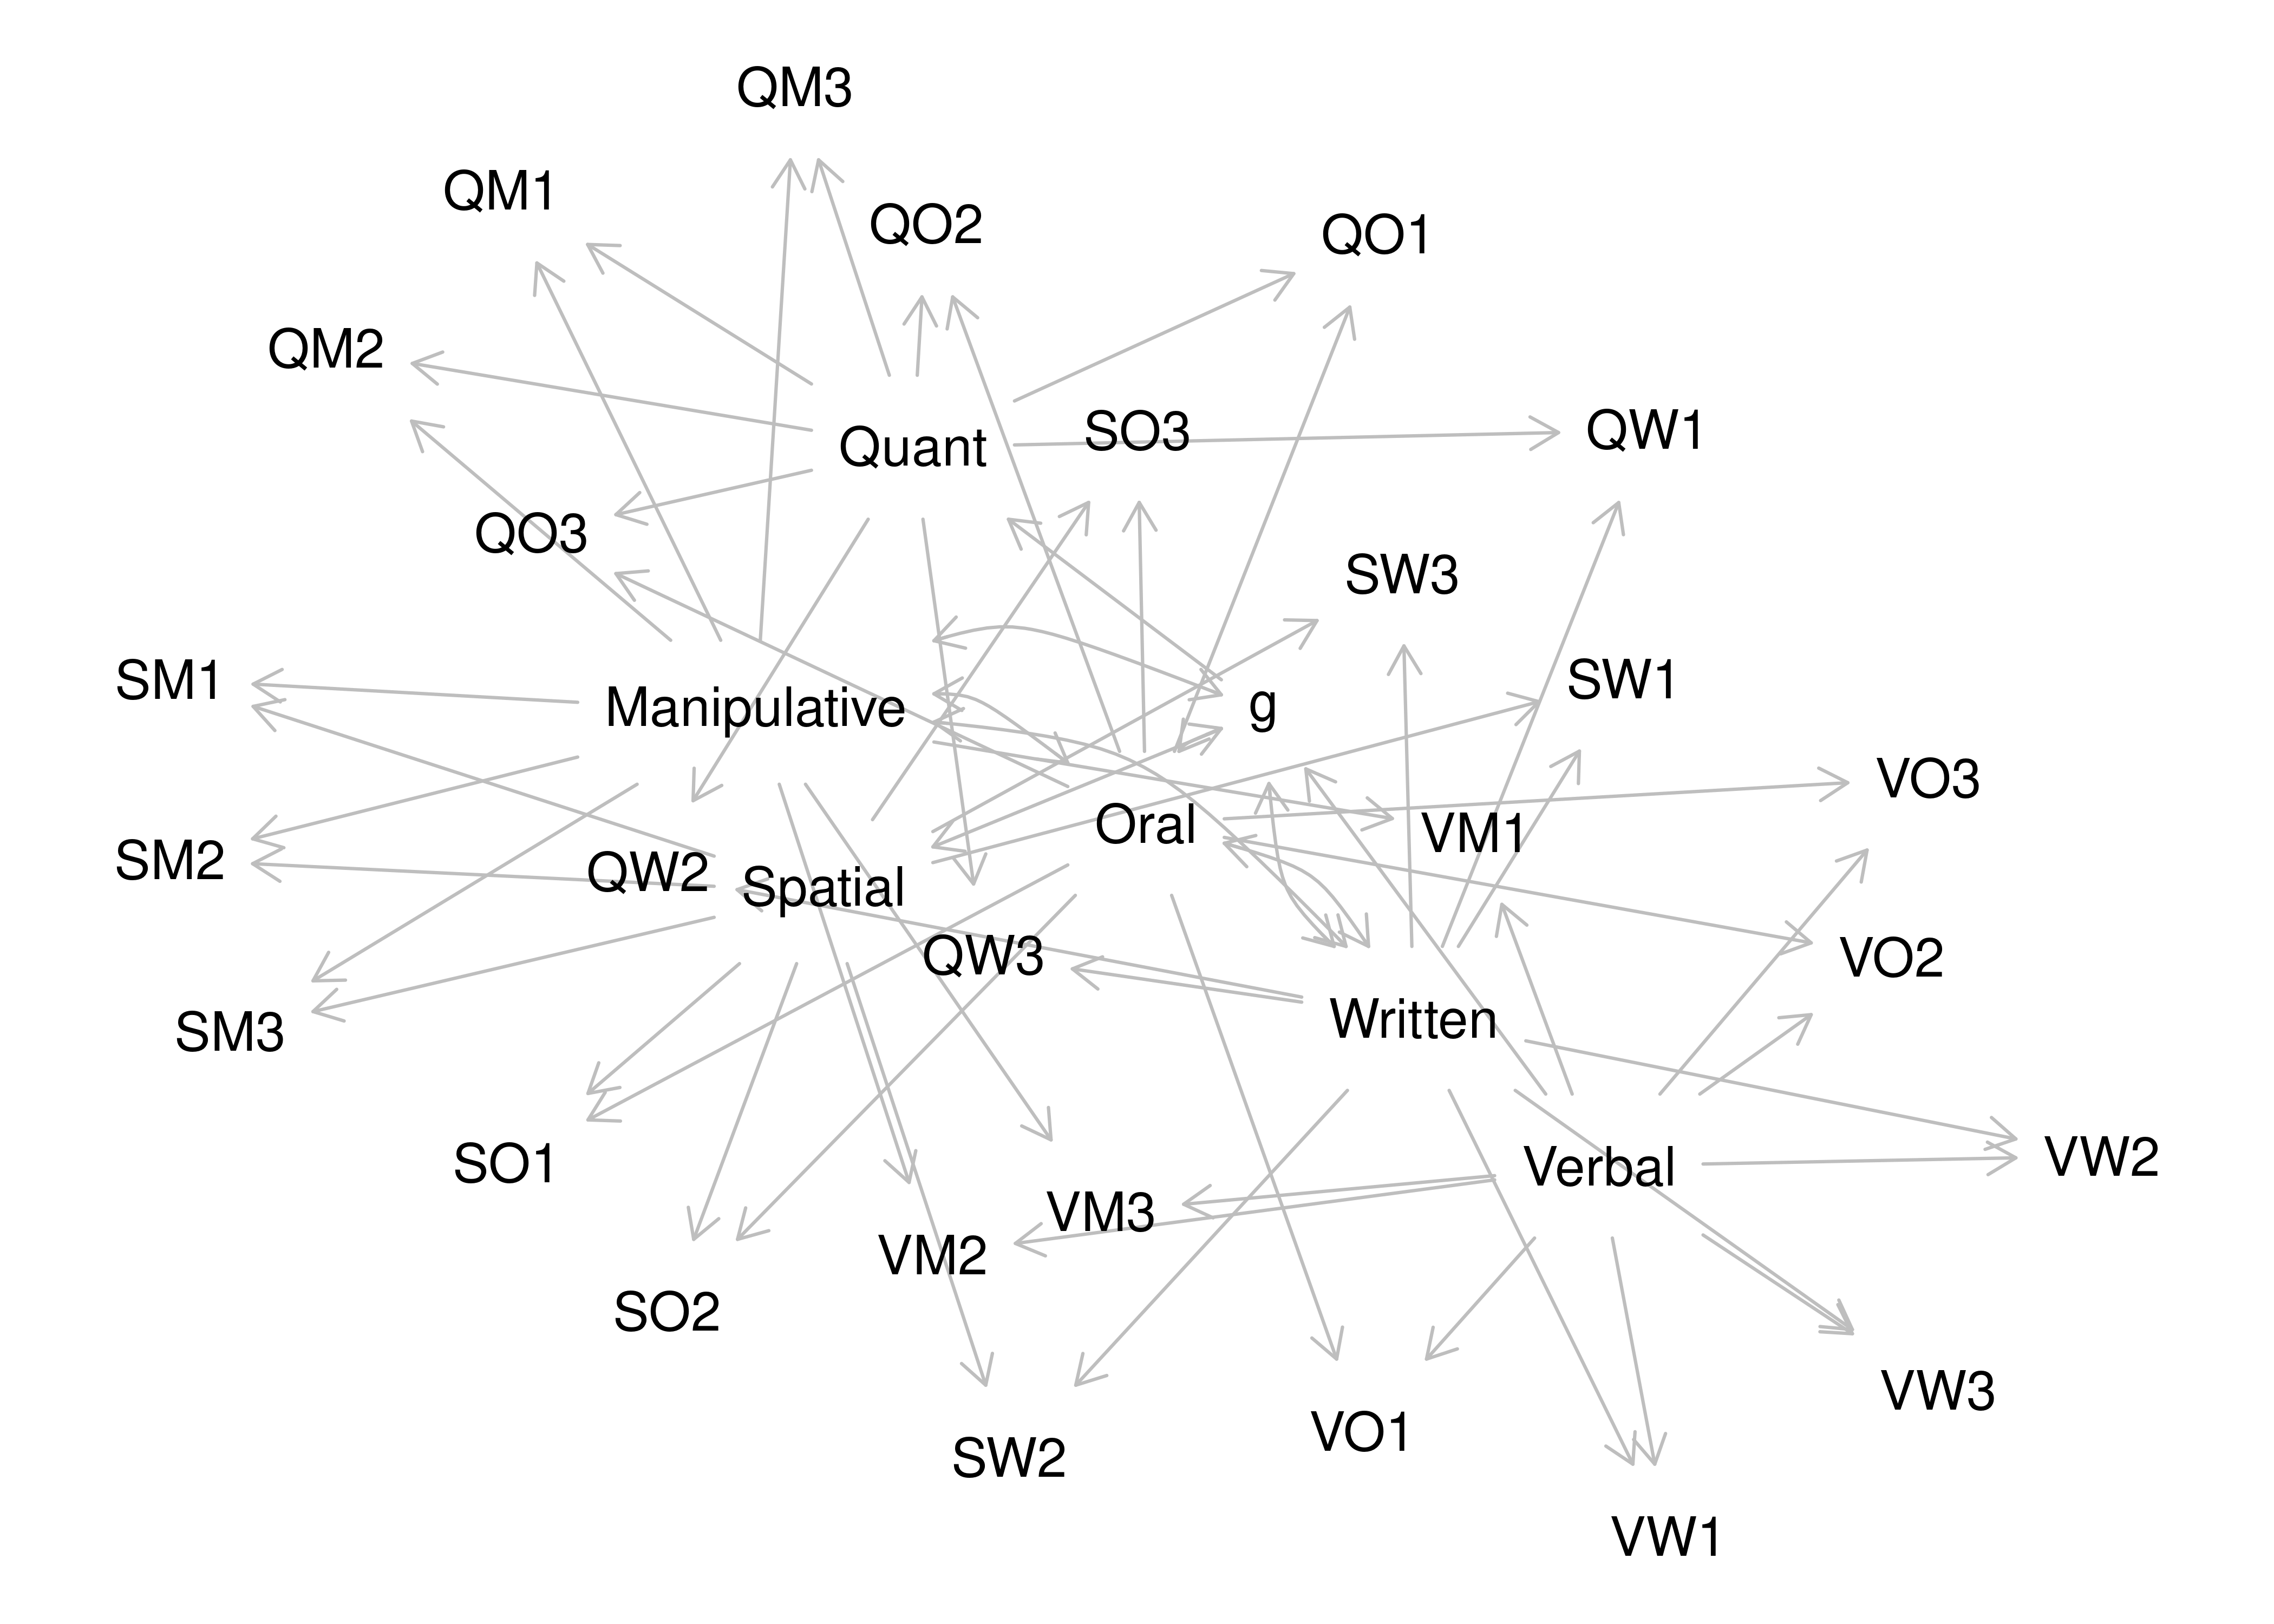 QM3
QM1
QO2
QO1
QM2
SO3
QW1
Quant
QO3
SW3
SM1
SW1
Manipulative
g
VO3
Oral
VM1
SM2
QW2
Spatial
QW3
VO2
Written
SM3
SO1
Verbal
VW2
VM3
VM2
SO2
VW3
VO1
SW2
VW1